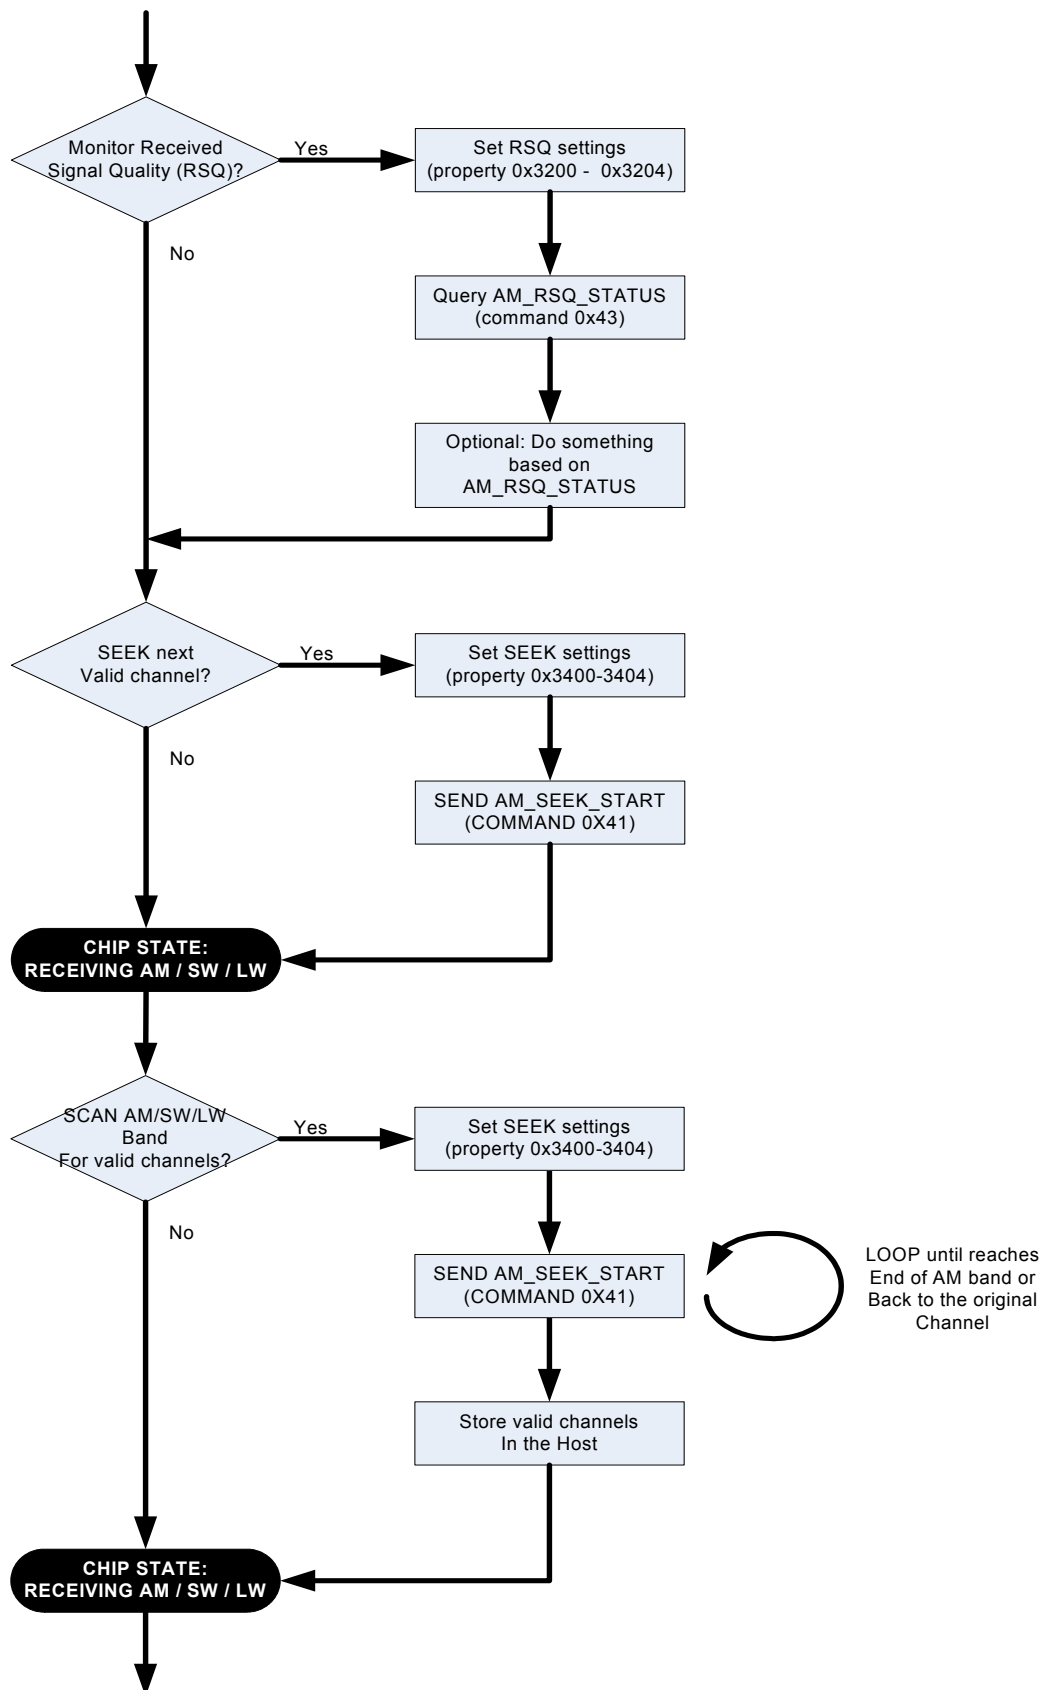 Monitor Received
Signal Quality (RSQ)?
Yes
Set RSQ settings
(property 0x3200 - 0x3204)
No
Query AM_RSQ_STATUS
(command 0x43)
Optional: Do something
based on
AM_RSQ_STATUS
SEEK next
Valid channel?
Yes
Set SEEK settings
(property 0x3400-3404)
No
SEND AM_SEEK_START
(COMMAND 0X41)
CHIP STATE:
RECEIVING AM / SW / LW
SCAN AM/SW/LW
Band
For valid channels?
Yes
Set SEEK settings
(property 0x3400-3404)
No
SEND AM_SEEK_START
(COMMAND 0X41)
LOOP until reaches
End of AM band or
Back to the original
Channel
Store valid channels
In the Host
CHIP STATE:
RECEIVING AM / SW / LW